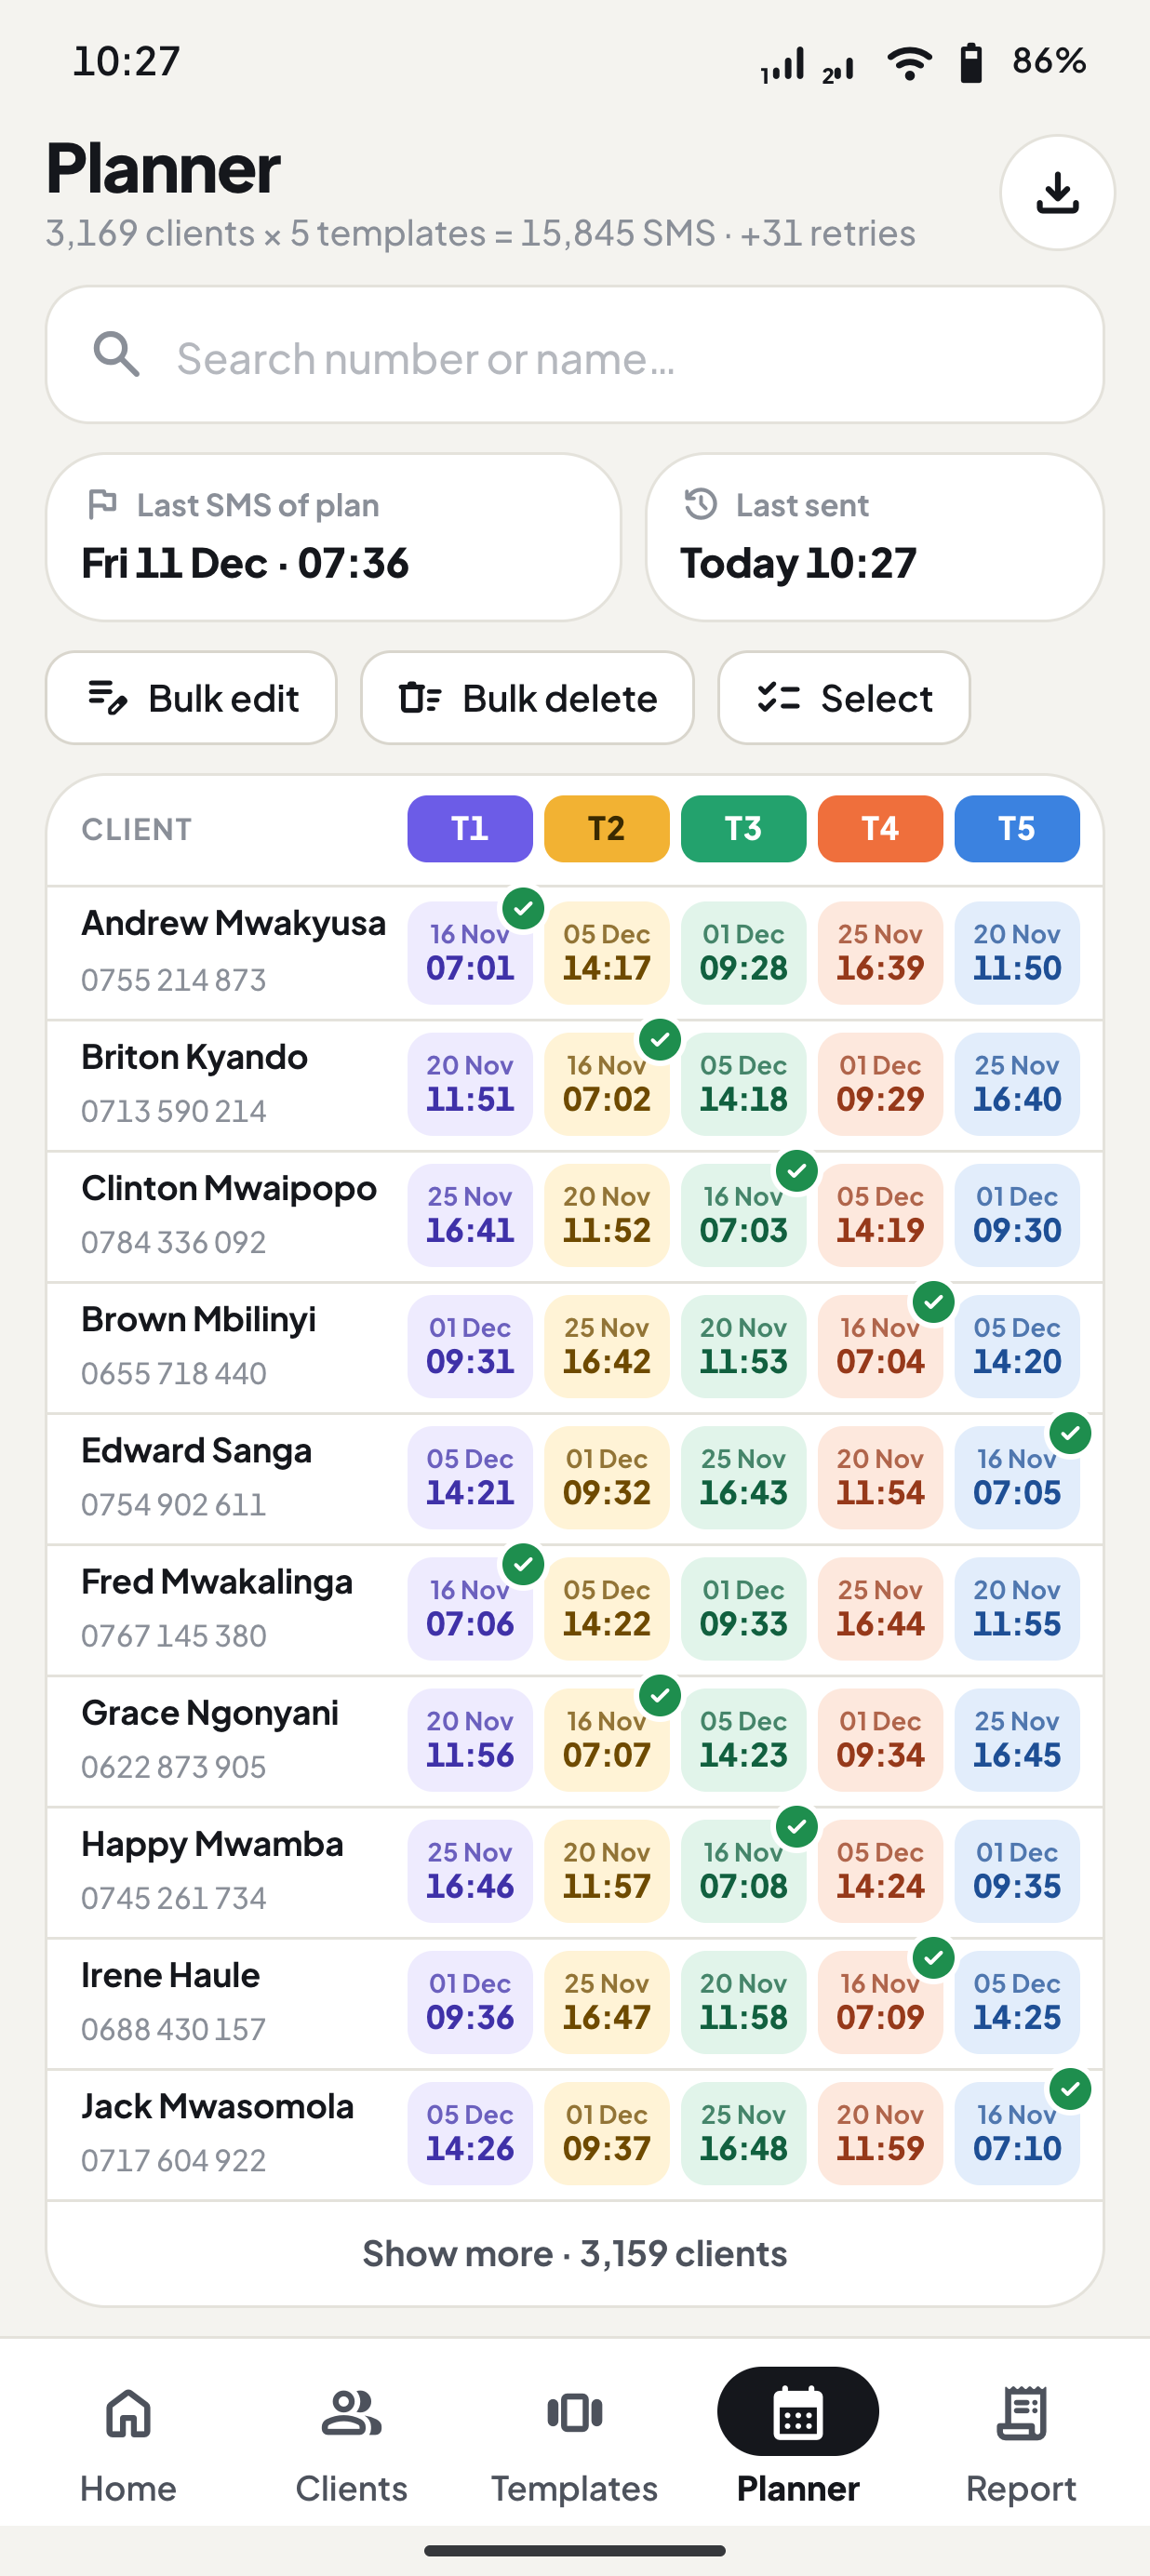 10:27
1 2 86%
Planner
3,169 clients × 5 templates = 15,845 SMS · +31 retries
Search number or name...
Last SMS of plan
Fri 11 Dec · 07:36
Last sent
Today 10:27
Bulk edit Bulk delete Select
CLIENT T1 T2 T3 T4 T5
Andrew Mwakyusa 16 Nov 05 Dec 01 Dec 25 Nov 20 Nov
0755 214 873 07:01 14:17 09:28 16:39 11:50
Briton Kyando 20 Nov 16 Nov 05 Dec 01 Dec 25 Nov
0713 590 214 11:51 07:02 14:18 09:29 16:40
Clinton Mwaipopo 25 Nov 20 Nov 16 Nov 05 Dec 01 Dec
0784 336 092 16:41 11:52 07:03 14:19 09:30
Brown Mbilinyi 01 Dec 25 Nov 20 Nov 16 Nov 05 Dec
0655 718 440 09:31 16:42 11:53 07:04 14:20
Edward Sanga 05 Dec 01 Dec 25 Nov 20 Nov 16 Nov
0754 902 611 14:21 09:32 16:43 11:54 07:05
Fred Mwakalinga 16 Nov 05 Dec 01 Dec 25 Nov 20 Nov
0767 145 380 07:06 14:22 09:33 16:44 11:55
Grace Ngonyani 20 Nov 16 Nov 05 Dec 01 Dec 25 Nov
0622 873 905 11:56 07:07 14:23 09:34 16:45
Happy Mwamba 25 Nov 20 Nov 16 Nov 05 Dec 01 Dec
0745 261 734 16:46 11:57 07:08 14:24 09:35
Irene Haule 01 Dec 25 Nov 20 Nov 16 Nov 05 Dec
0688 430 157 09:36 16:47 11:58 07:09 14:25
Jack Mwasomola 05 Dec 01 Dec 25 Nov 20 Nov 16 Nov
0717 604 922 14:26 09:37 16:48 11:59 07:10
Show more · 3,159 clients
Home Clients Templates Planner Report